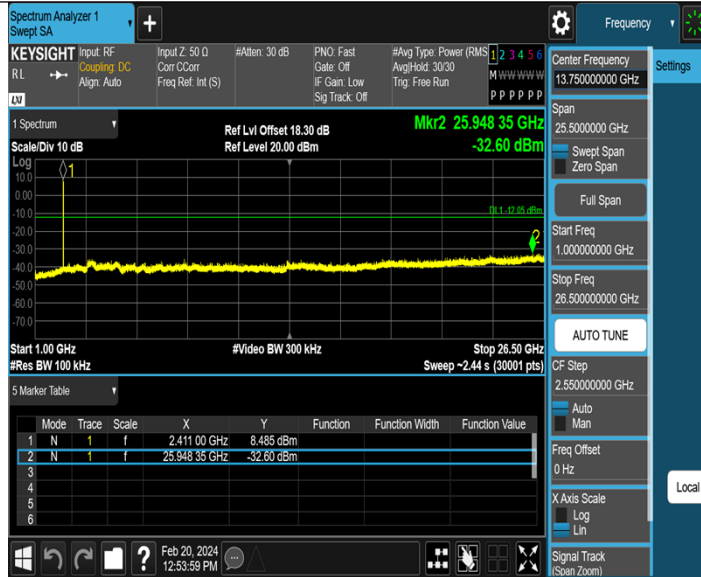 Spectrum Analyzer 1
Swept SA
+
Frequency
KEYSIGHT
RL
LXI
Input: RF
Coupling: DC
Align: Auto
Input Z: 50 Ω
Corr CCorr
Freq Ref: Int (S)
#Atten: 30 dB
PNO: Fast
Gate: Off
IF Gain: Low
Sig Track: Off
#Avg Type: Power (RMS
Avg|Hold: 30/30
Trig: Free Run
1 2 3 4 5 6
M W W W W W
P P P P P P
1 Spectrum
Scale/Div 10 dB
Ref Lvl Offset 18.30 dB
Ref Level 20.00 dBm
Mkr2 25.948 35 GHz
-32.60 dBm
Log
10.0
0.00
-10.0
-20.0
-30.0
-40.0
-50.0
-60.0
-70.0
1
DL1 -12.05 dBm
2
Start 1.00 GHz
#Res BW 100 kHz
#Video BW 300 kHz
Stop 26.50 GHz
Sweep ~2.44 s (30001 pts)
5 Marker Table
Mode Trace Scale X Y Function Function Width Function Value
1 N 1 f 2.411 00 GHz 8.485 dBm
2 N 1 f 25.948 35 GHz -32.60 dBm
3
4
5
6
Feb 20, 2024
12:53:59 PM
?
Center Frequency
13.750000000 GHz
Span
25.5000000 GHz
Swept Span
Zero Span
Full Span
Start Freq
1.000000000 GHz
Stop Freq
26.500000000 GHz
AUTO TUNE
CF Step
2.550000000 GHz
Auto
Man
Freq Offset
0 Hz
X Axis Scale
Log
Lin
Signal Track
(Span Zoom)
Settings
Local